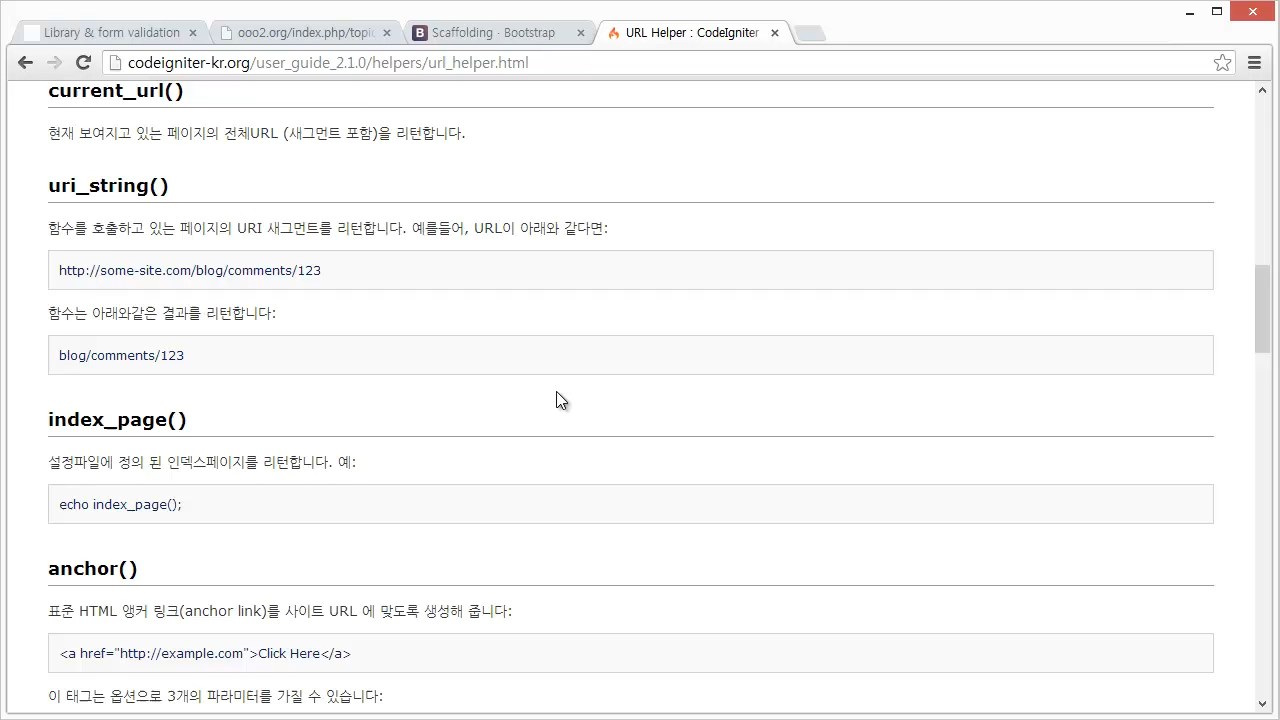 Library & form validation
ooo2.org/index.php/topic
B Scaffolding · Bootstrap
URL Helper : CodeIgniter
codeigniter-kr.org/user_guide_2.1.0/helpers/url_helper.html
current_url()
현재 보여지고 있는 페이지의 전체URL (새그먼트 포함)을 리턴합니다.
uri_string()
함수를 호출하고 있는 페이지의 URI 새그먼트를 리턴합니다. 예를들어, URL이 아래와 같다면:
http://some-site.com/blog/comments/123
함수는 아래와같은 결과를 리턴합니다:
blog/comments/123
index_page()
설정파일에 정의 된 인덱스페이지를 리턴합니다. 예:
echo index_page();
anchor()
표준 HTML 앵커 링크(anchor link)를 사이트 URL 에 맞도록 생성해 줍니다:
<a href="http://example.com">Click Here</a>
이 태그는 옵션으로 3개의 파라미터를 가질 수 있습니다: